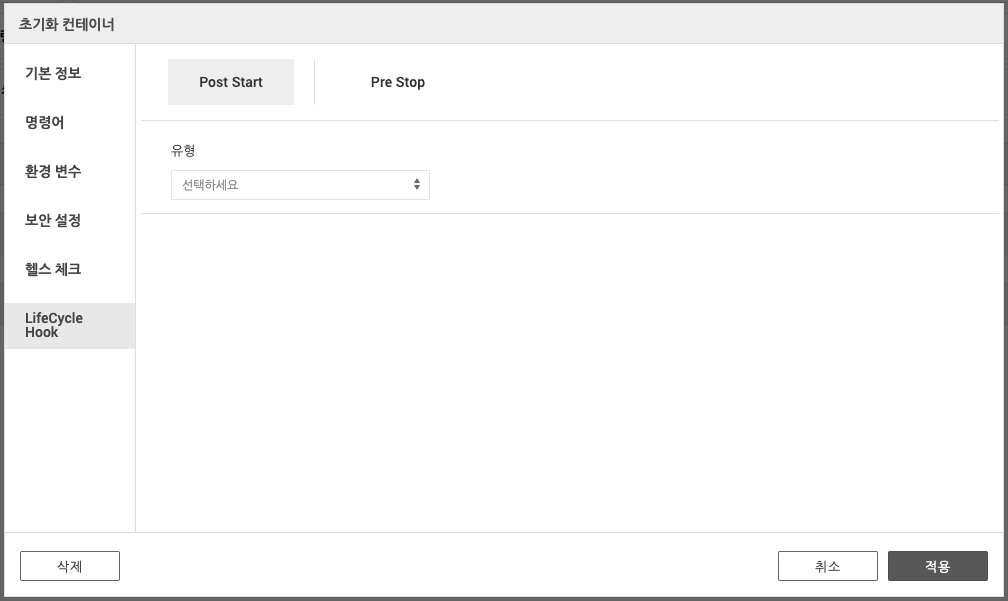 초기화 컨테이너
기본 정보
명령어
환경 변수
보안 설정
헬스 체크
LifeCycle
Hook
Post Start
Pre Stop
유형
선택하세요
삭제
취소
적용